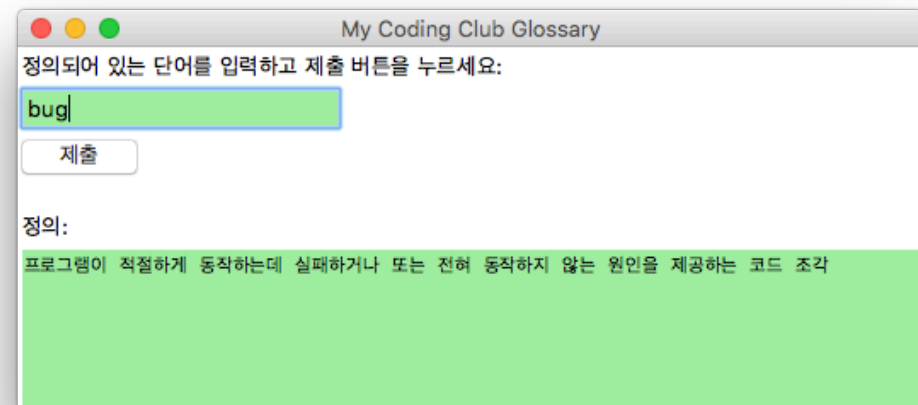 My Coding Club Glossary
정의되어 있는 단어를 입력하고 제출 버튼을 누르세요:
bug
제출
정의:
프로그램이 적절하게 동작하는데 실패하거나 또는 전혀 동작하지 않는 원인을 제공하는 코드 조각